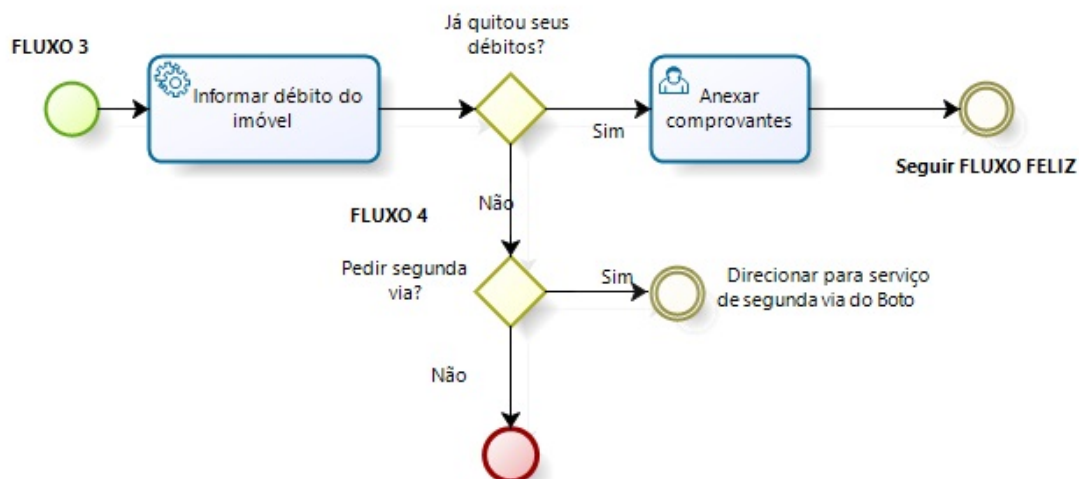 Já quitou seus
débitos?
FLUXO 3
Informar débito do
imóvel
Sim
Anexar
comprovantes
Seguir FLUXO FELIZ
Não
FLUXO 4
Pedir segunda
via?
Sim
Direcionar para serviço
de segunda via do Boto
Não